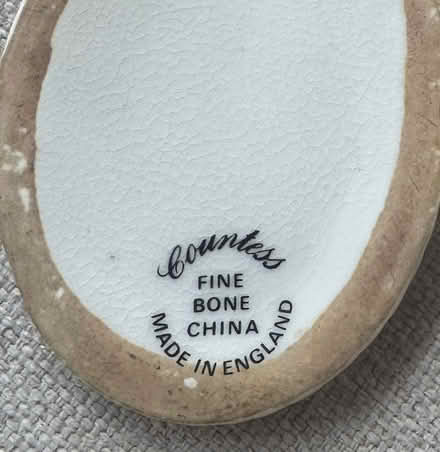 Countess
FINE
BONE
CHINA
MADE IN ENGLAND